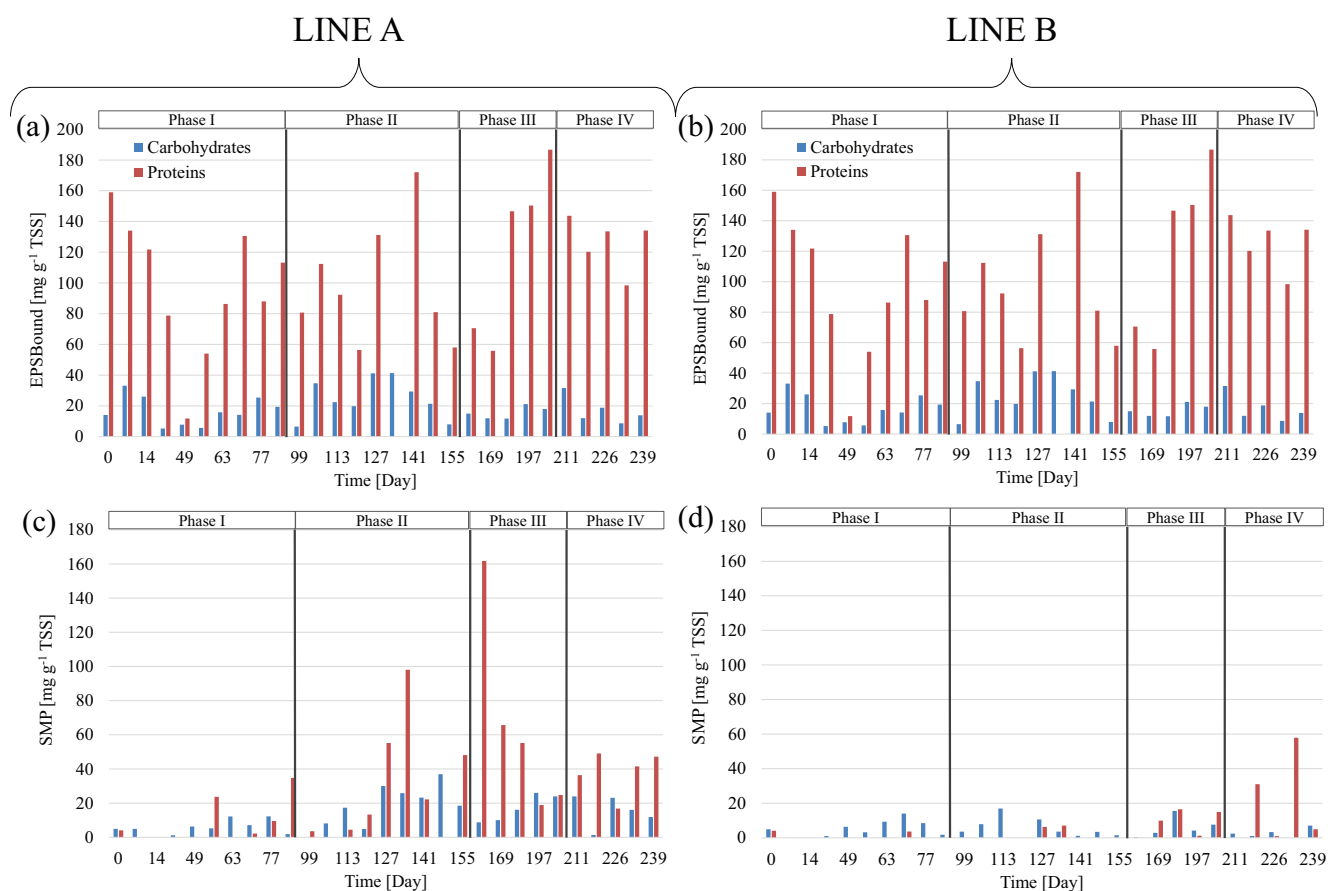 LINE A
LINE B
(a)
Phase I
Phase II
Phase III
Phase IV
200
180
160
140
120
100
80
60
40
20
0
EPSBound [mg g⁻¹ TSS]
Carbohydrates
Proteins
0 14 49 63 77 99 113 127 141 155 169 197 211 226 239
Time [Day]
(b)
Phase I
Phase II
Phase III
Phase IV
200
180
160
140
120
100
80
60
40
20
0
EPSBound [mg g⁻¹ TSS]
Carbohydrates
Proteins
0 14 49 63 77 99 113 127 141 155 169 197 211 226 239
Time [Day]
(c)
Phase I
Phase II
Phase III
Phase IV
180
160
140
120
100
80
60
40
20
0
SMP [mg g⁻¹ TSS]
0 14 49 63 77 99 113 127 141 155 169 197 211 226 239
Time [Day]
(d)
Phase I
Phase II
Phase III
Phase IV
180
160
140
120
100
80
60
40
20
0
SMP [mg g⁻¹ TSS]
0 14 49 63 77 99 113 127 141 155 169 197 211 226 239
Time [Day]